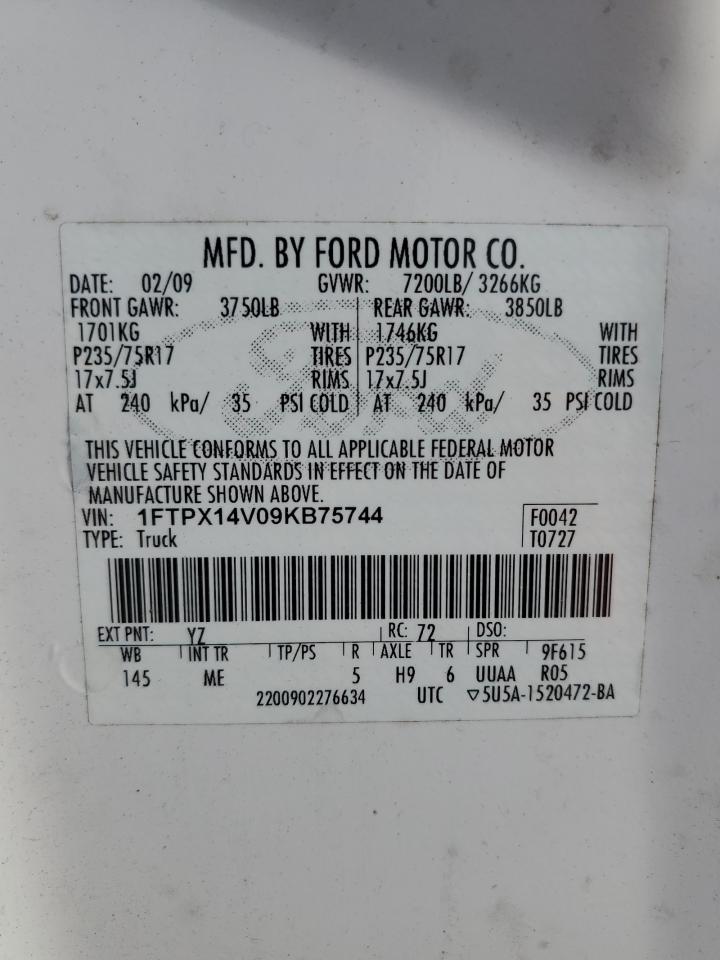 MFD. BY FORD MOTOR CO.
DATE: 02/09 GVWR: 7200LB/ 3266KG
FRONT GAWR: 3750LB REAR GAWR: 3850LB
1701KG WITH 1746KG WITH
P235/75R17 TIRES P235/75R17 TIRES
17x7.5J RIMS 17x7.5J RIMS
AT 240 kPa/ 35 PSI COLD AT 240 kPa/ 35 PSI COLD
Ford
THIS VEHICLE CONFORMS TO ALL APPLICABLE FEDERAL MOTOR
VEHICLE SAFETY STANDARDS IN EFFECT ON THE DATE OF
MANUFACTURE SHOWN ABOVE.
VIN: 1FTPX14V09KB75744 F0042
TYPE: Truck T0727
EXT PNT: YZ RC: 72 DSO:
WB INT TR TP/PS R AXLE TR SPR 9F615
145 ME 5 H9 6 UUAA R05
2200902276634 UTC ▽5U5A-1520472-BA